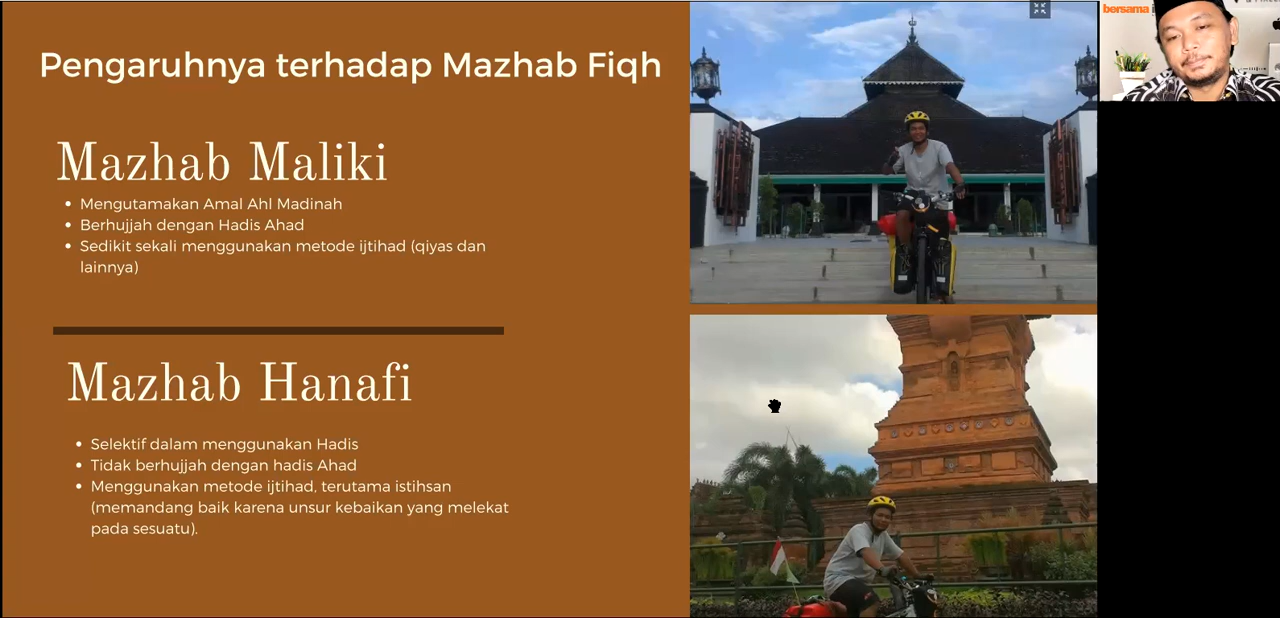 Pengaruhnya terhadap Mazhab Fiqh
Mazhab Maliki
Mengutamakan Amal Ahl Madinah
Berhujjah dengan Hadis Ahad
Sedikit sekali menggunakan metode ijtihad (qiyas dan
lainnya)
Mazhab Hanafi
Selektif dalam menggunakan Hadis
Tidak berhujjah dengan hadis Ahad
Menggunakan metode ijtihad, terutama istihsan
(memandang baik karena unsur kebaikan yang melekat
pada sesuatu).
bersama